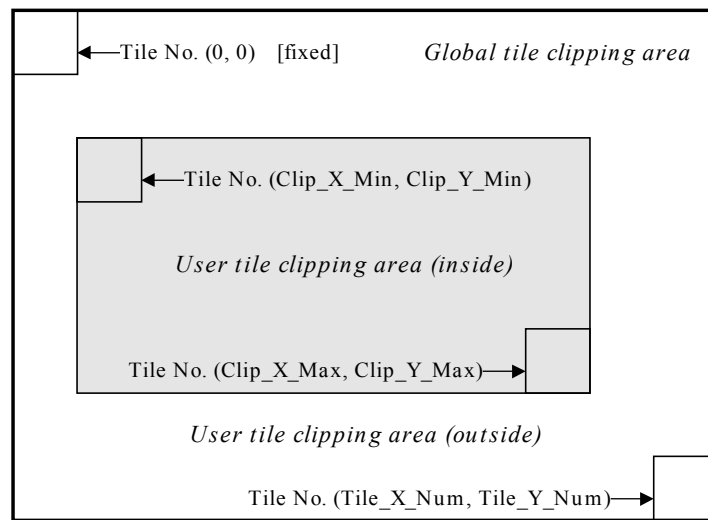 Tile No. (0, 0) [fixed] Global tile clipping area
Tile No. (Clip_X_Min, Clip_Y_Min)
User tile clipping area (inside)
Tile No. (Clip_X_Max, Clip_Y_Max)
User tile clipping area (outside)
Tile No. (Tile_X_Num, Tile_Y_Num)